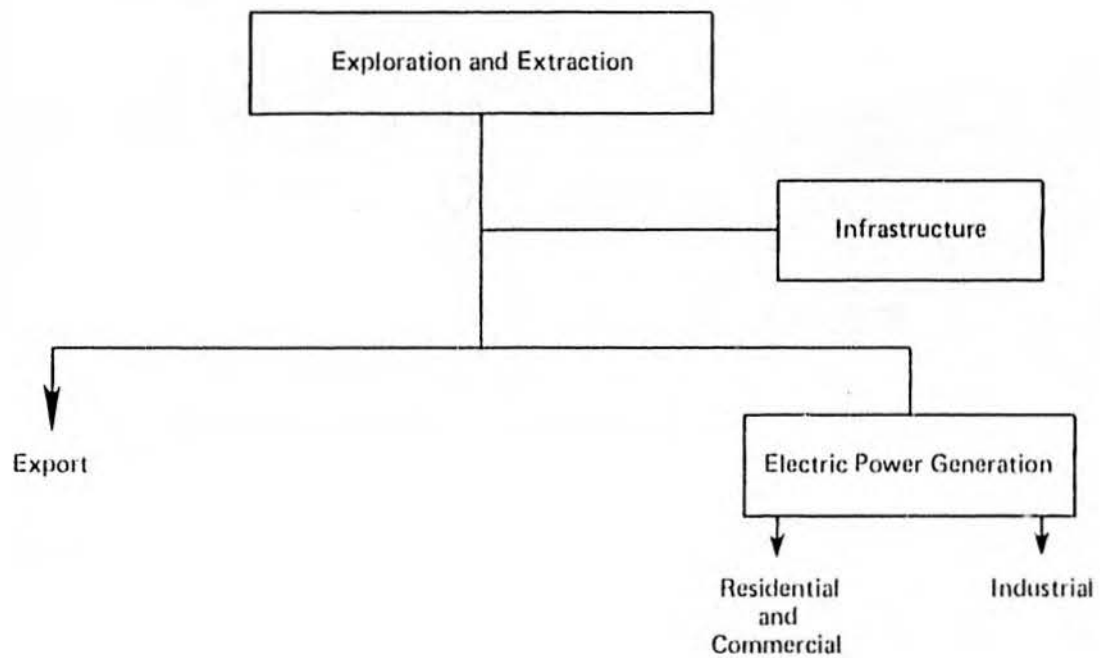 Exploration and Extraction
Infrastructure
Export
Electric Power Generation
Residential
and
Commercial
Industrial